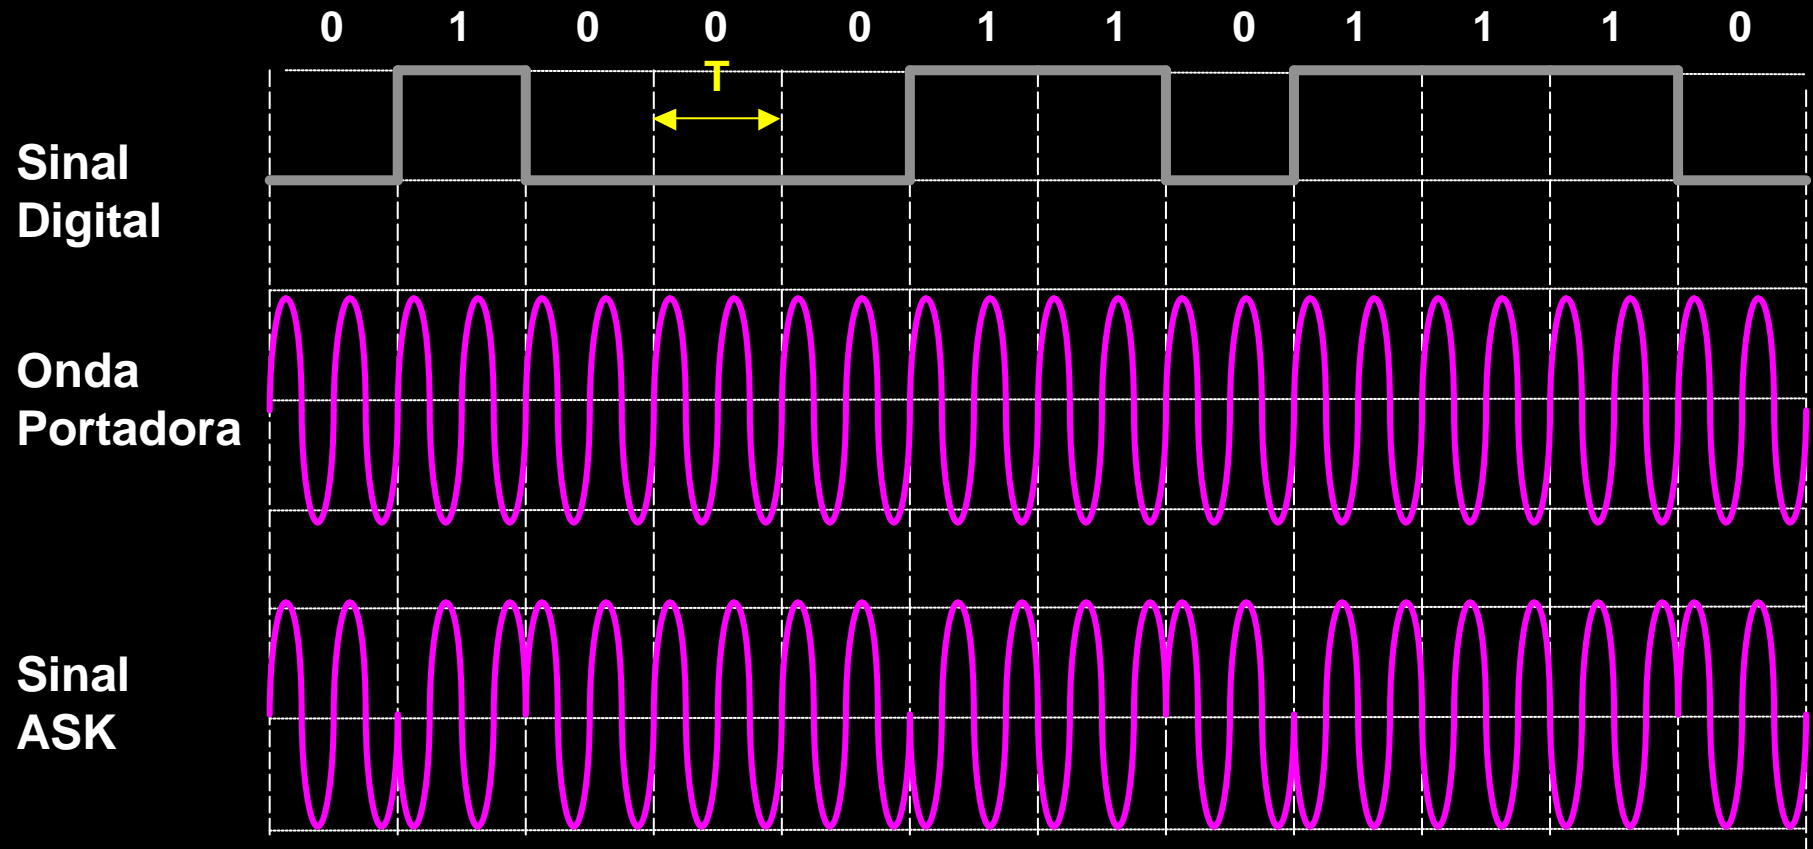 0 1 0 0 0 1 1 0 1 1 1 0
T
Sinal
Digital
Onda
Portadora
Sinal
ASK